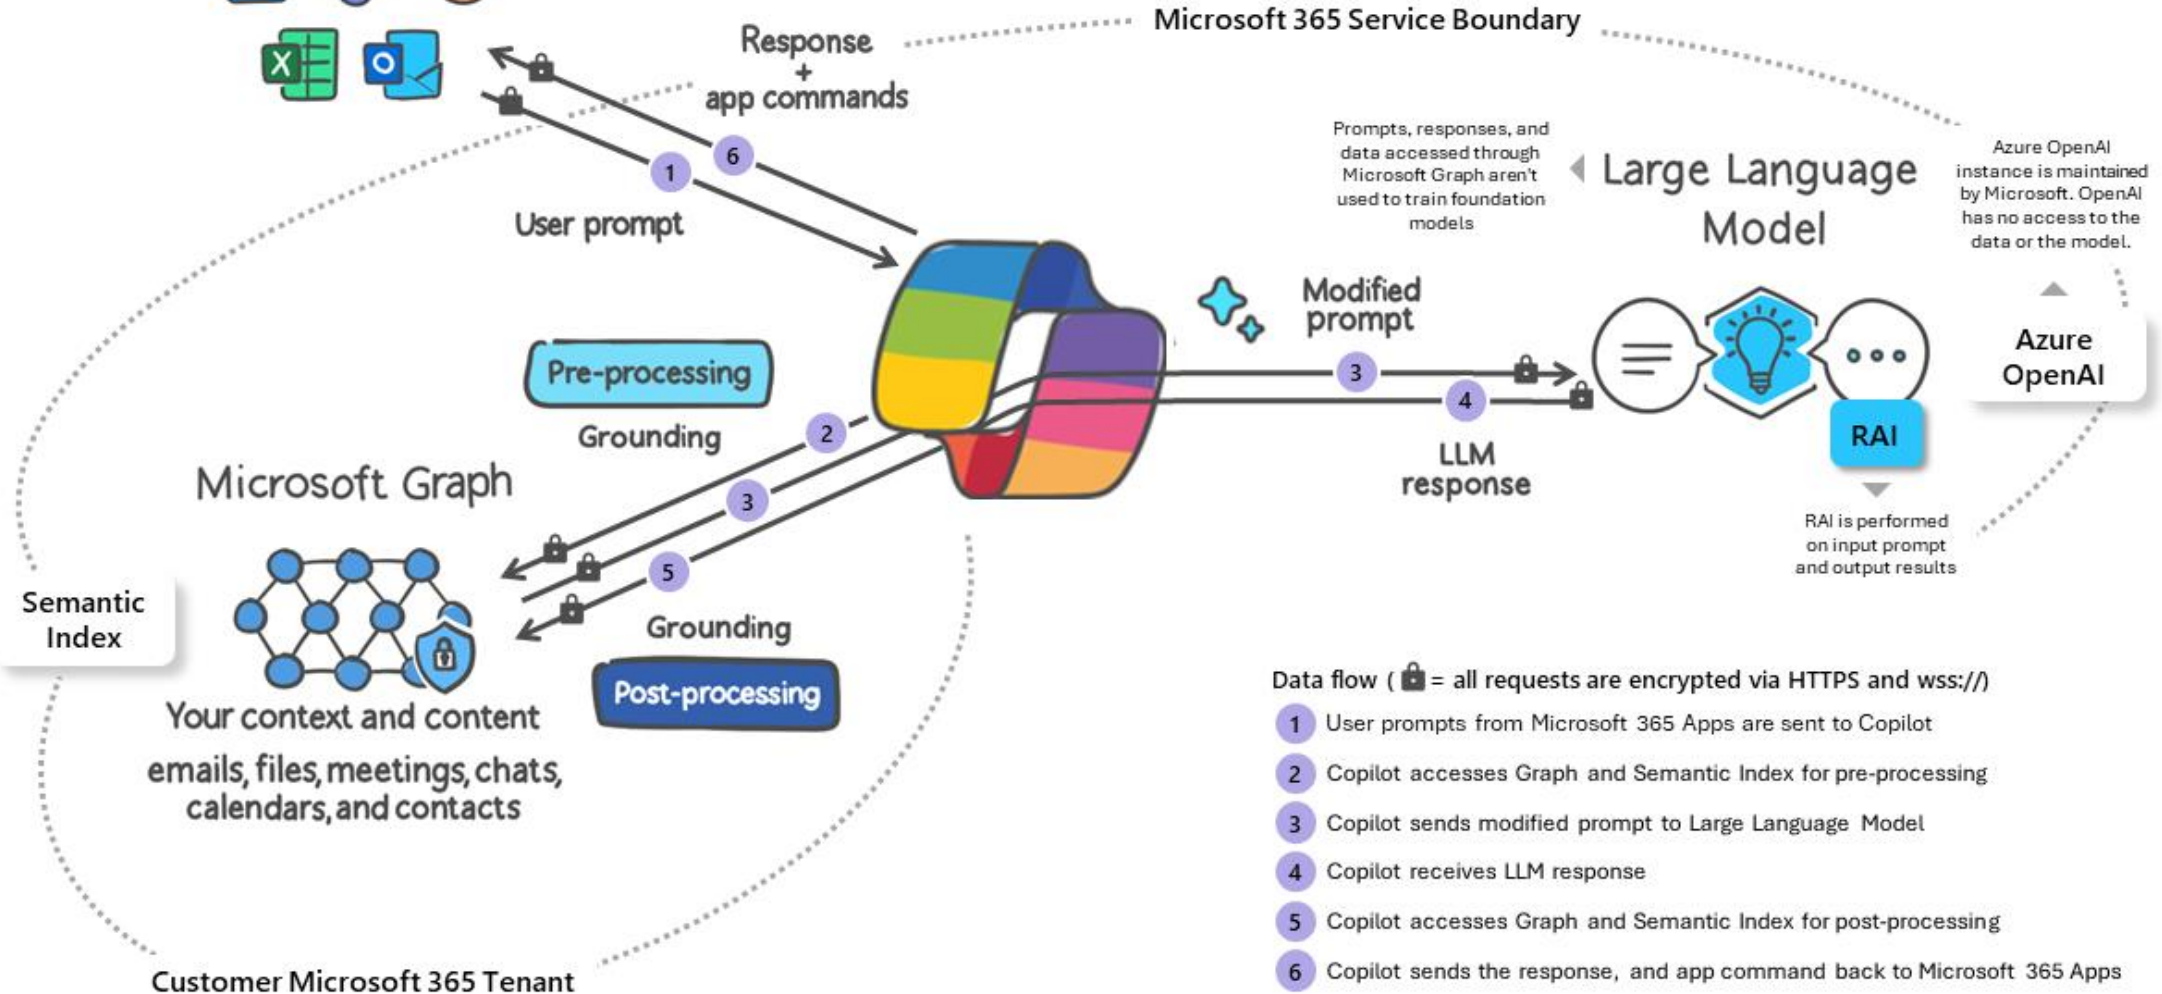 Microsoft 365 Service Boundary
Response
+
app commands
X
O
6
1
User prompt
Prompts, responses, and
data accessed through
Microsoft Graph aren't
used to train foundation
models
Large Language
Model
Azure OpenAI
instance is maintained
by Microsoft. OpenAI
has no access to the
data or the model.
Modified
prompt
3
4
LLM
response
Azure
OpenAI
RAI
RAI is performed
on input prompt
and output results
Pre-processing
Grounding
2
3
5
Microsoft Graph
Grounding
Post-processing
Semantic
Index
Your context and content
emails, files, meetings, chats,
calendars, and contacts
Customer Microsoft 365 Tenant
Data flow ( = all requests are encrypted via HTTPS and wss://)
1 User prompts from Microsoft 365 Apps are sent to Copilot
2 Copilot accesses Graph and Semantic Index for pre-processing
3 Copilot sends modified prompt to Large Language Model
4 Copilot receives LLM response
5 Copilot accesses Graph and Semantic Index for post-processing
6 Copilot sends the response, and app command back to Microsoft 365 Apps